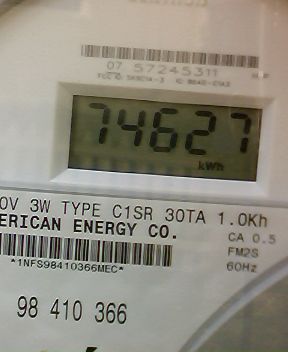 07 57245311
74627
kWh
0V 3W TYPE C1SR 30TA 1.0Kh
ERICAN ENERGY CO.
CA 0.5
FM2S
*1NFS98410366MEC*
60Hz
98 410 366